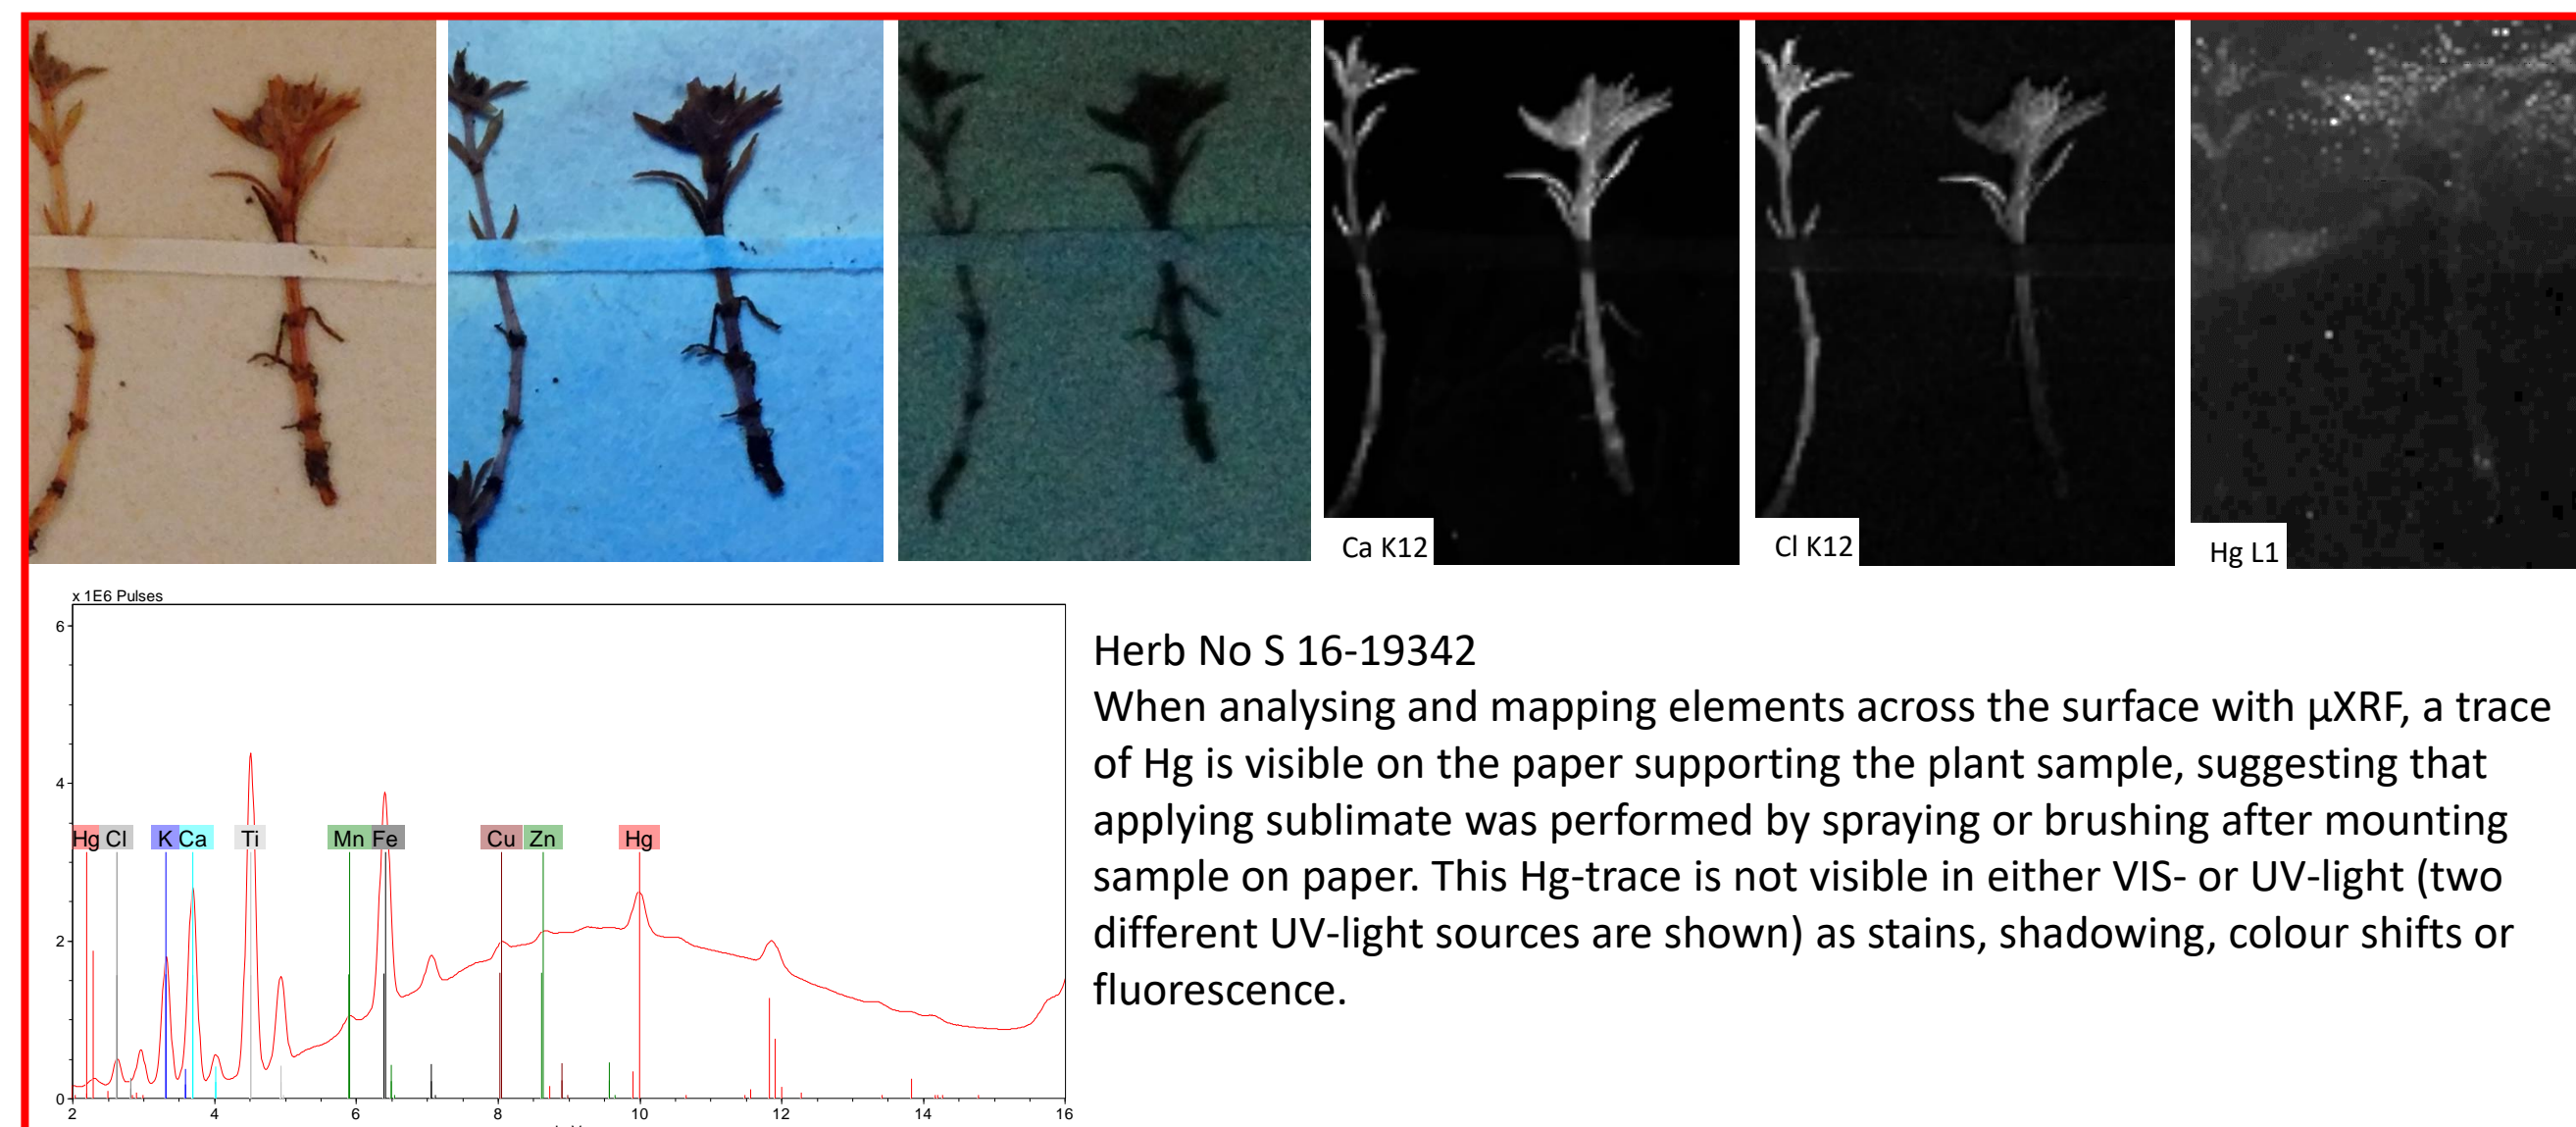 Ca K12
Cl K12
Hg L1
x 1E6 Pulses
6
4
2
0
Hg Cl K Ca Ti Mn Fe Cu Zn Hg
2 4 6 8 10 12 14 16
Herb No S 16-19342
When analysing and mapping elements across the surface with µXRF, a trace
of Hg is visible on the paper supporting the plant sample, suggesting that
applying sublimate was performed by spraying or brushing after mounting
sample on paper. This Hg-trace is not visible in either VIS- or UV-light (two
different UV-light sources are shown) as stains, shadowing, colour shifts or
fluorescence.